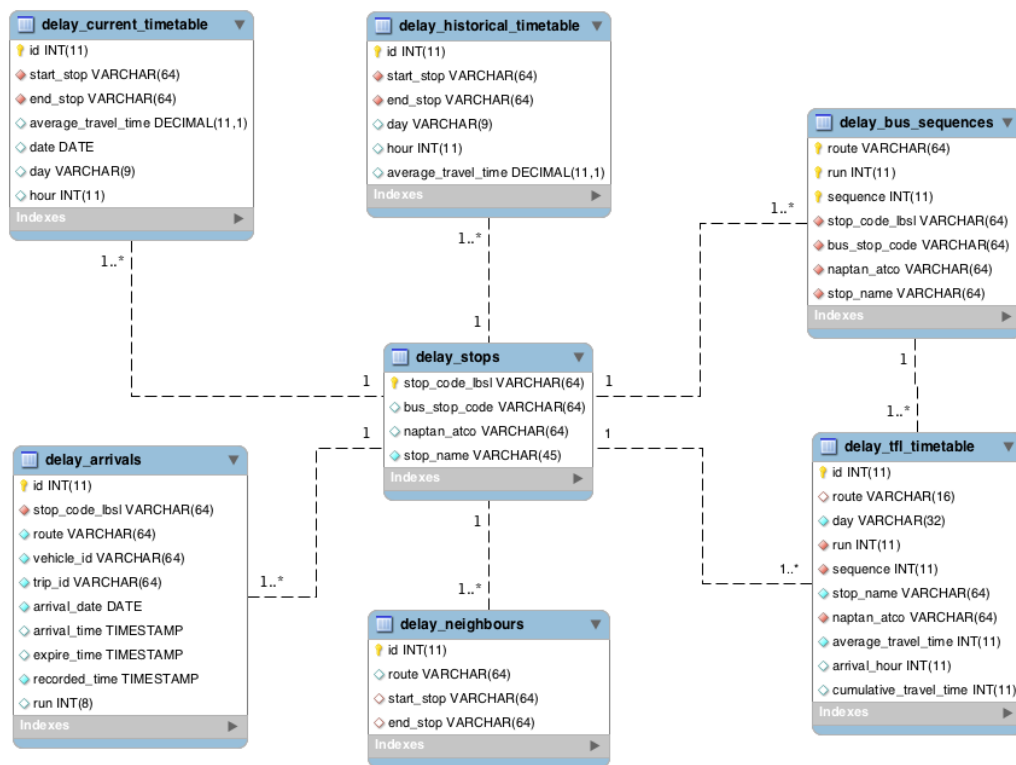 delay_current_timetable
id INT(11)
start_stop VARCHAR(64)
end_stop VARCHAR(64)
average_travel_time DECIMAL(11,1)
date DATE
day VARCHAR(9)
hour INT(11)
Indexes
delay_historical_timetable
id INT(11)
start_stop VARCHAR(64)
end_stop VARCHAR(64)
day VARCHAR(9)
hour INT(11)
average_travel_time DECIMAL(11,1)
Indexes
delay_bus_sequences
route VARCHAR(64)
run INT(11)
sequence INT(11)
stop_code_lbsl VARCHAR(64)
bus_stop_code VARCHAR(64)
naptan_atco VARCHAR(64)
stop_name VARCHAR(64)
Indexes
1..*
1..*
1..*
1
1
1
delay_stops
stop_code_lbsl VARCHAR(64)
bus_stop_code VARCHAR(64)
naptan_atco VARCHAR(64)
stop_name VARCHAR(45)
Indexes
1
1
1
1..*
1
1..*
1..*
1..*
delay_arrivals
id INT(11)
stop_code_lbsl VARCHAR(64)
route VARCHAR(64)
vehicle_id VARCHAR(64)
trip_id VARCHAR(64)
arrival_date DATE
arrival_time TIMESTAMP
expire_time TIMESTAMP
recorded_time TIMESTAMP
run INT(8)
Indexes
delay_neighbours
id INT(11)
route VARCHAR(64)
start_stop VARCHAR(64)
end_stop VARCHAR(64)
Indexes
delay_tfl_timetable
id INT(11)
route VARCHAR(16)
day VARCHAR(32)
run INT(11)
sequence INT(11)
stop_name VARCHAR(64)
naptan_atco VARCHAR(64)
average_travel_time INT(11)
arrival_hour INT(11)
cumulative_travel_time INT(11)
Indexes